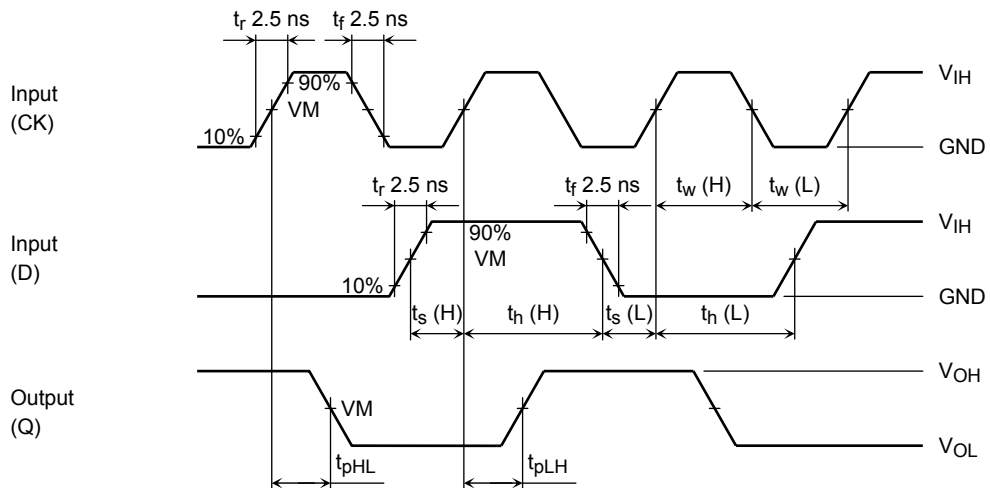 tr 2.5 ns tf 2.5 ns
Input
(CK)
10%
90%
VM
VIH
GND
tw (H) tw (L)
tr 2.5 ns tf 2.5 ns
Input
(D)
10%
90%
VM
VIH
GND
ts (H) th (H) ts (L) th (L)
Output
(Q)
VM
VOH
VOL
tpHL tpLH